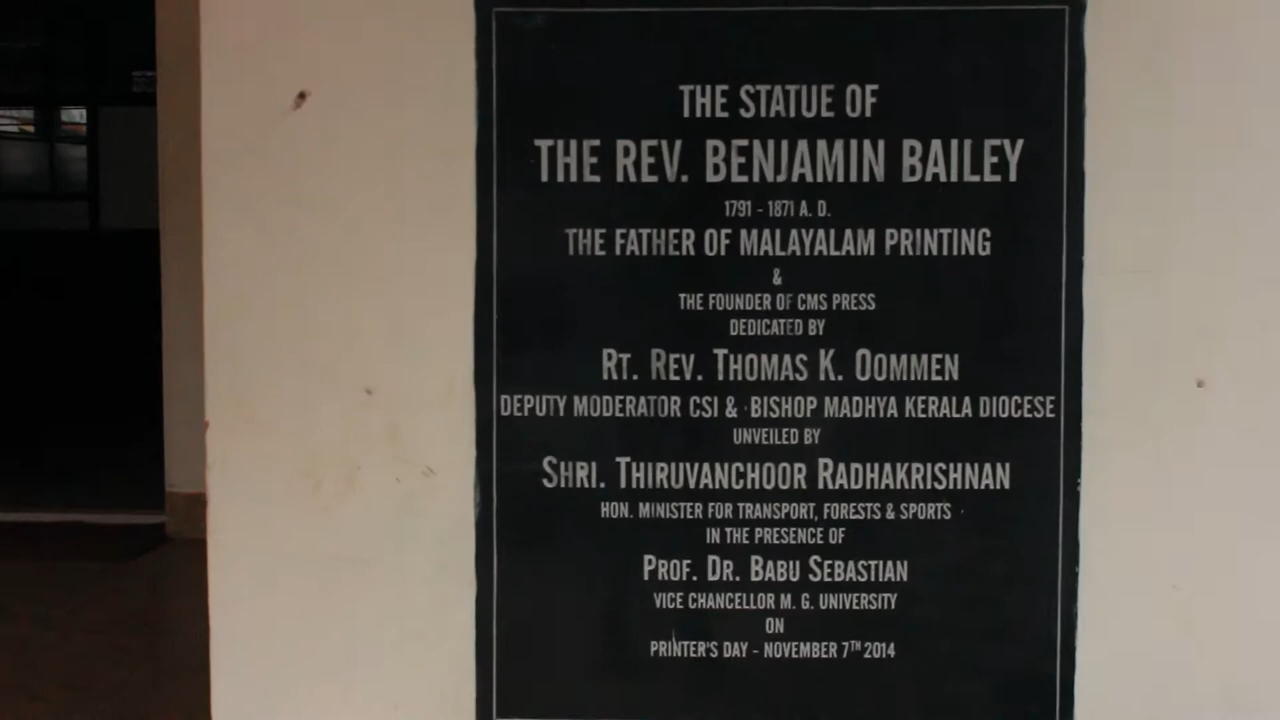 THE STATUE OF
THE REV. BENJAMIN BAILEY
1791 - 1871 A. D.
THE FATHER OF MALAYALAM PRINTING
&
THE FOUNDER OF CMS PRESS
DEDICATED BY
RT. REV. THOMAS K. OOMMEN
DEPUTY MODERATOR CSI & BISHOP MADHYA KERALA DIOCESE
UNVEILED BY
SHRI. THIRUVANCHOOR RADHAKRISHNAN
HON. MINISTER FOR TRANSPORT, FORESTS & SPORTS
IN THE PRESENCE OF
PROF. DR. BABU SEBASTIAN
VICE CHANCELLOR M. G. UNIVERSITY
ON
PRINTER'S DAY - NOVEMBER 7TH 2014